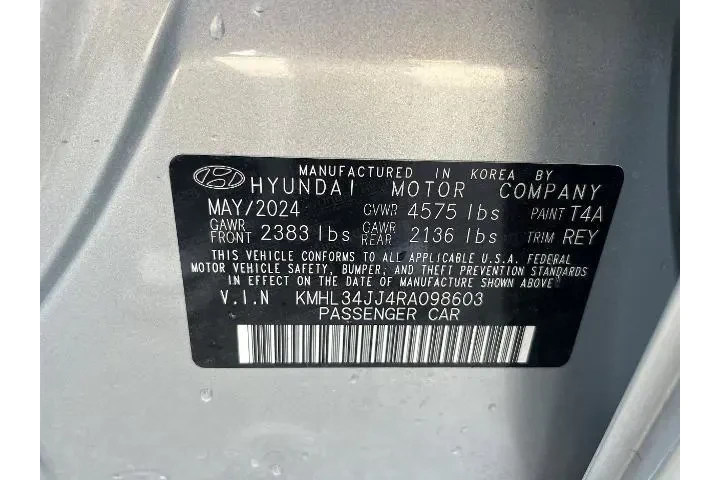 MANUFACTURED IN KOREA BY
HYUNDAI MOTOR COMPANY
MAY/2024 GVWR 4575 lbs PAINT T4A
GAWR FRONT 2383 lbs GAWR REAR 2136 lbs TRIM REY
THIS VEHICLE CONFORMS TO ALL APPLICABLE U.S.A. FEDERAL
MOTOR VEHICLE SAFETY, BUMPER, AND THEFT PREVENTION STANDARDS
IN EFFECT ON THE DATE OF MANUFACTURE SHOWN ABOVE
V.I.N KMHL34JJ4RA098603
PASSENGER CAR